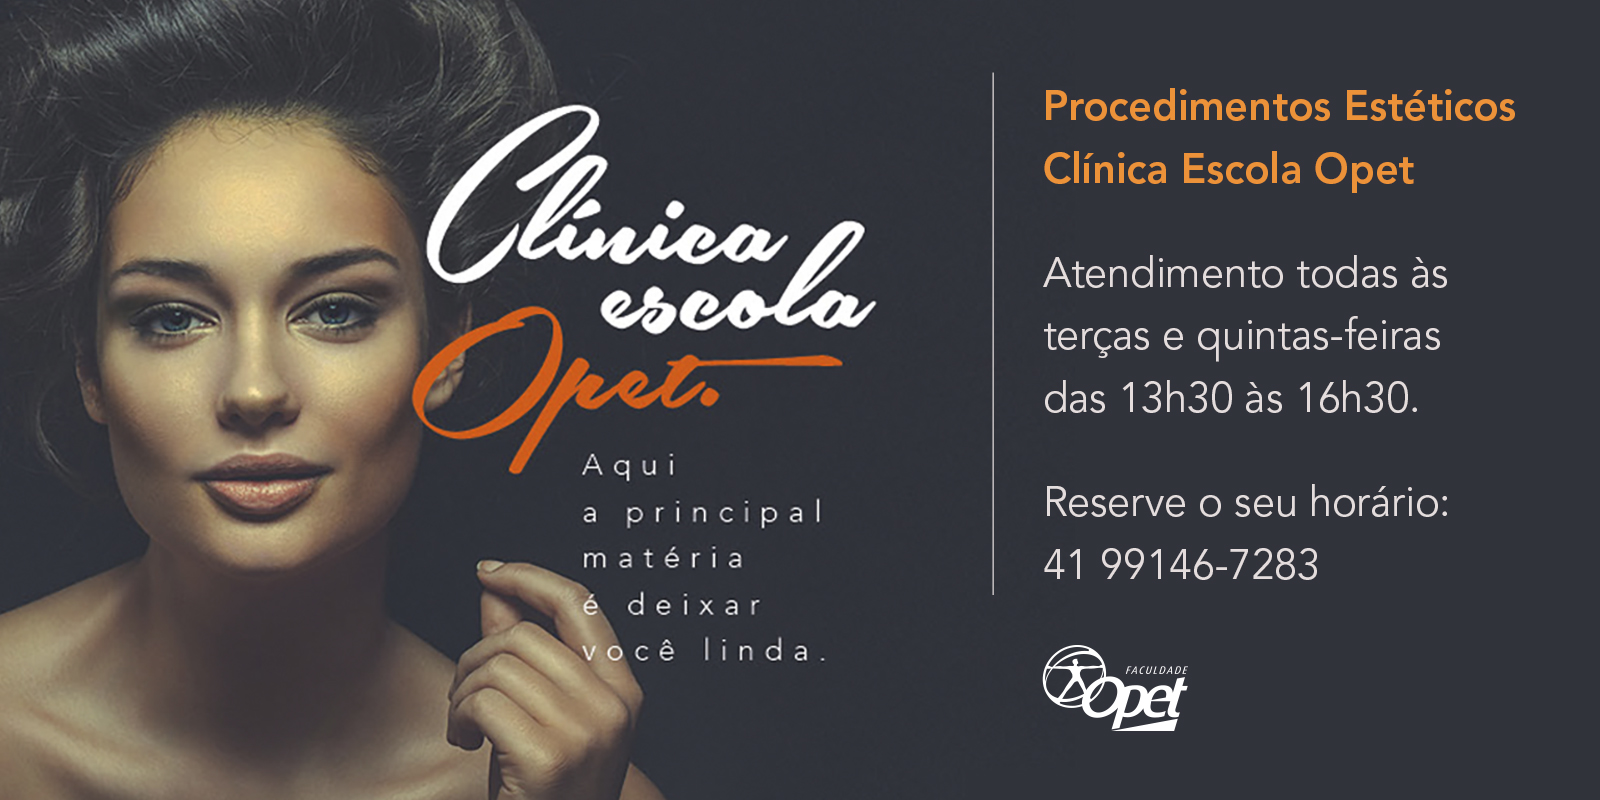 Clínica
escola
Opet.
Aqui
a principal
matéria
é deixar
você linda.
Procedimentos Estéticos
Clínica Escola Opet
Atendimento todas às
terças e quintas-feiras
das 13h30 às 16h30.
Reserve o seu horário:
41 99146-7283
FACULDADE
Opet